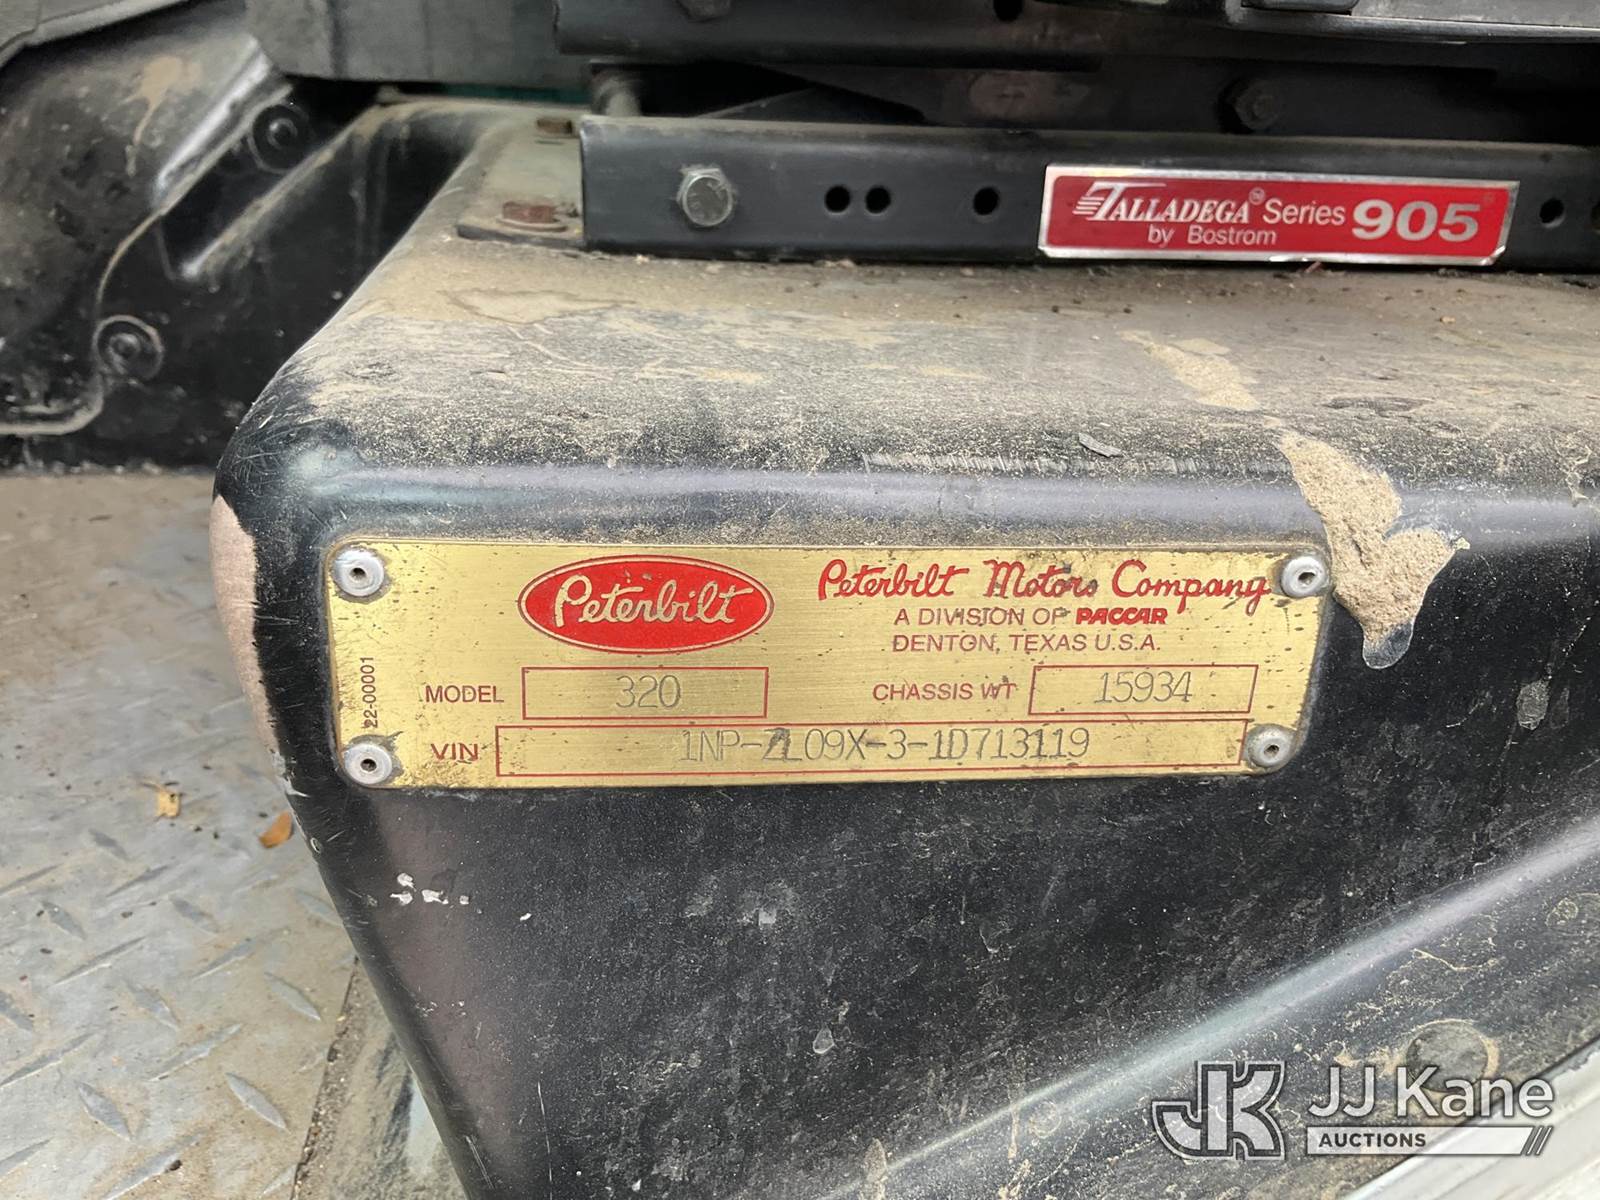 TALLADEGA® Series 905
by Bostrom
Peterbilt
Peterbilt Motors Company
A DIVISION OF PACCAR
DENTON, TEXAS U.S.A.
22-00001
MODEL 320 CHASSIS WT 15934
VIN 1NP-ZL09X-3-1D713119
JJ Kane
AUCTIONS